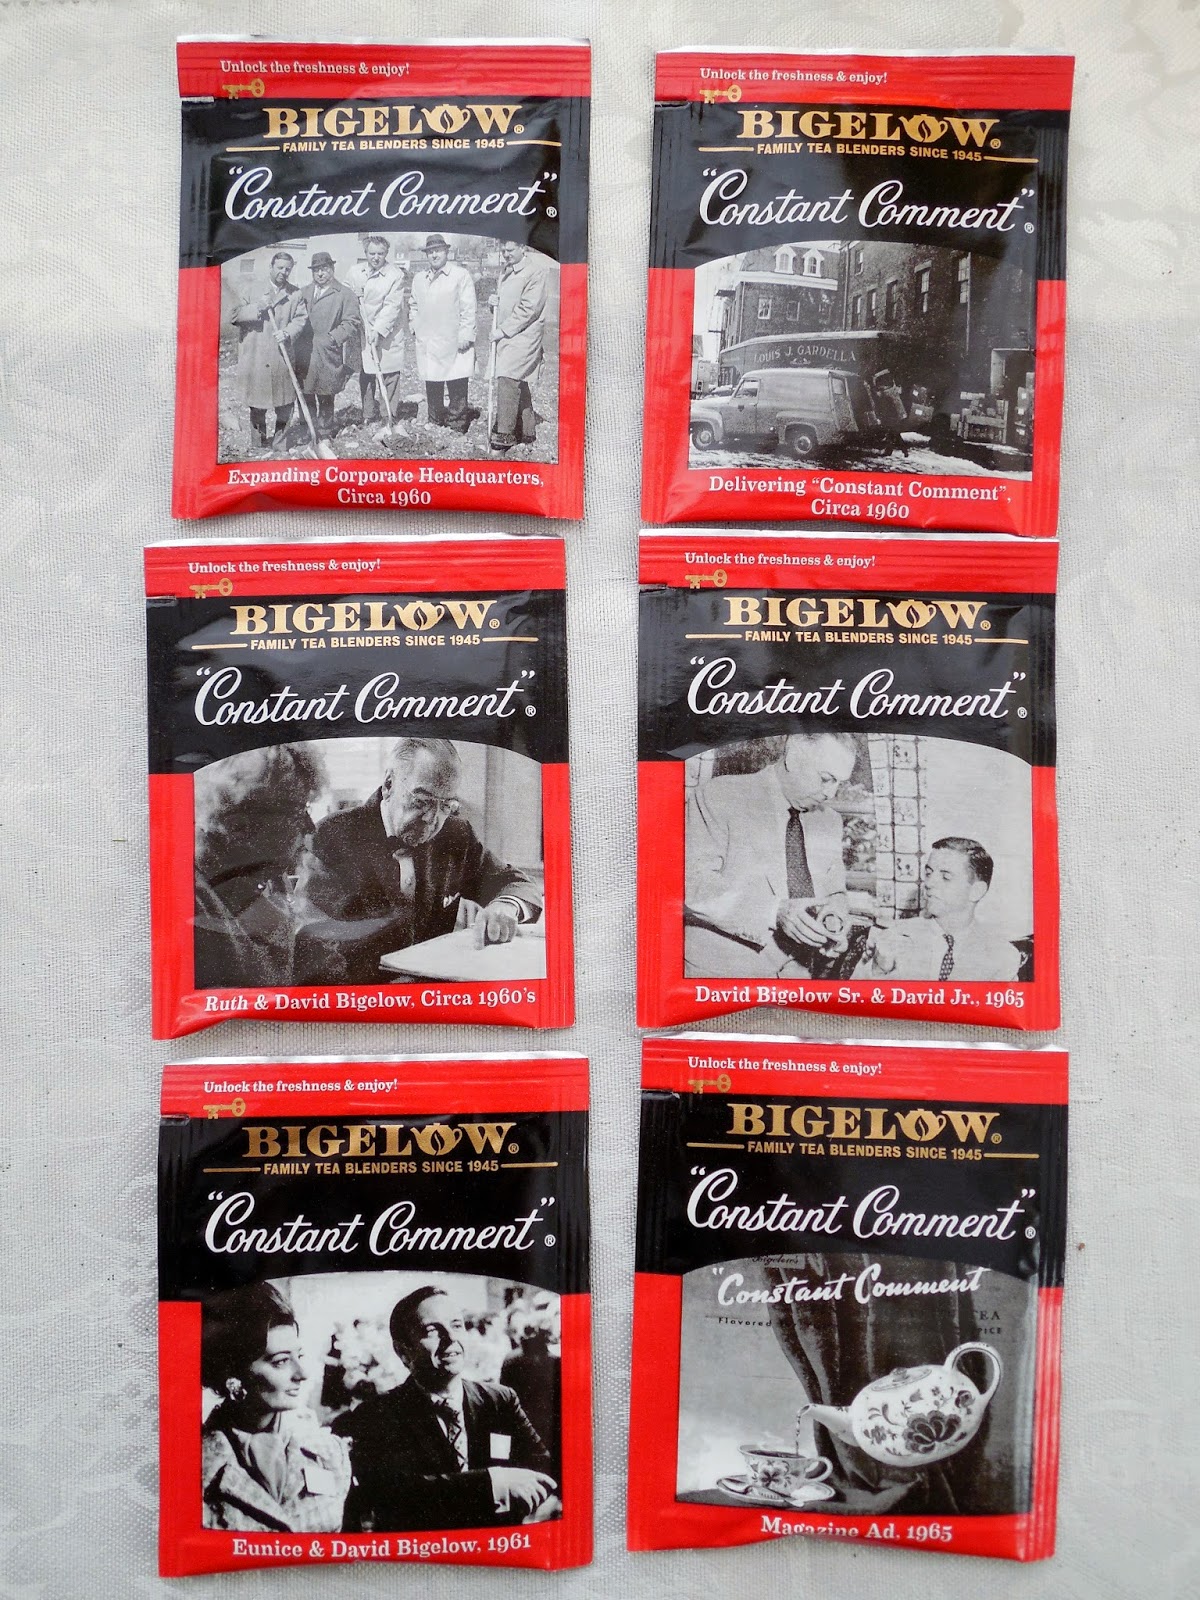 Unlock the freshness & enjoy!
BIGELOW®
FAMILY TEA BLENDERS SINCE 1945
"Constant Comment"®
Expanding Corporate Headquarters,
Circa 1960
Unlock the freshness & enjoy!
BIGELOW®
FAMILY TEA BLENDERS SINCE 1945
"Constant Comment"®
LOUIS J. GARDELLA
Delivering "Constant Comment",
Circa 1960
Unlock the freshness & enjoy!
BIGELOW®
FAMILY TEA BLENDERS SINCE 1945
"Constant Comment"®
Ruth & David Bigelow, Circa 1960's
Unlock the freshness & enjoy!
BIGELOW®
FAMILY TEA BLENDERS SINCE 1945
"Constant Comment"®
David Bigelow Sr. & David Jr., 1965
Unlock the freshness & enjoy!
BIGELOW®
FAMILY TEA BLENDERS SINCE 1945
"Constant Comment"®
Eunice & David Bigelow, 1961
Unlock the freshness & enjoy!
BIGELOW®
FAMILY TEA BLENDERS SINCE 1945
"Constant Comment"®
Bigelow's
"Constant Comment
TEA
Flavored
Magazine Ad, 1965